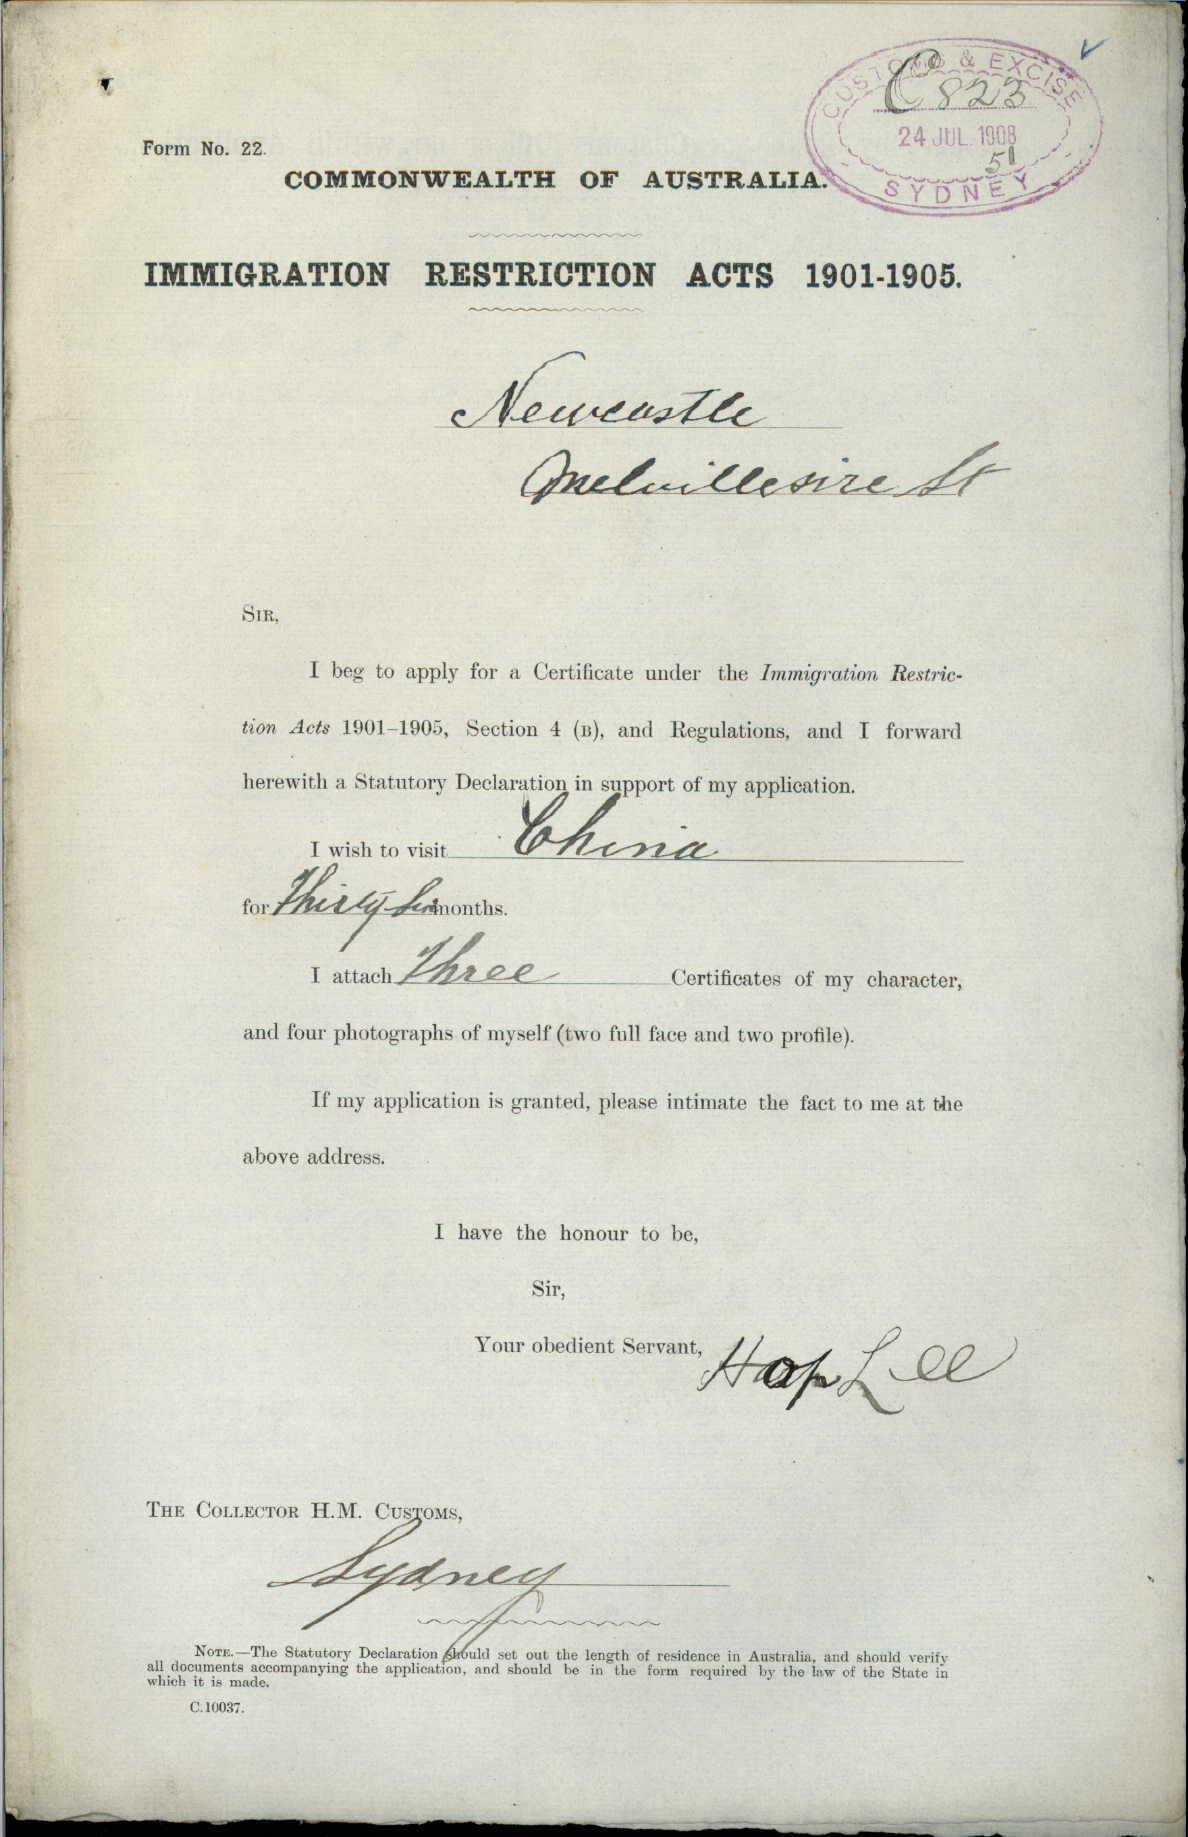 CUSTOMS & EXCISE
C 823
24 JUL. 1908
51
SYDNEY
Form No. 22.
COMMONWEALTH OF AUSTRALIA.
IMMIGRATION RESTRICTION ACTS 1901-1905.
Newcastle
Melvillesire St
SIR,
I beg to apply for a Certificate under the Immigration Restric-
tion Acts 1901–1905, Section 4 (B), and Regulations, and I forward
herewith a Statutory Declaration in support of my application.
I wish to visit China
for Thirty Six months.
I attach Three Certificates of my character,
and four photographs of myself (two full face and two profile).
If my application is granted, please intimate the fact to me at the
above address.
I have the honour to be,
Sir,
Your obedient Servant,
Hop Lee
THE COLLECTOR H.M. CUSTOMS,
Sydney
NOTE.—The Statutory Declaration should set out the length of residence in Australia, and should verify
all documents accompanying the application, and should be in the form required by the law of the State in
which it is made.
C.10037.